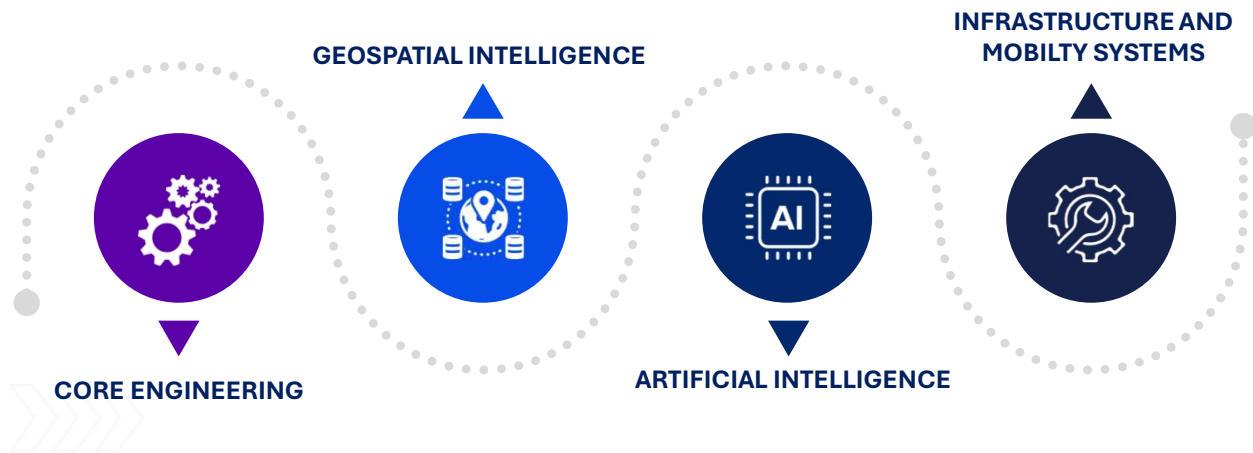 INFRASTRUCTURE AND
MOBILTY SYSTEMS
GEOSPATIAL INTELLIGENCE
AI
CORE ENGINEERING
ARTIFICIAL INTELLIGENCE